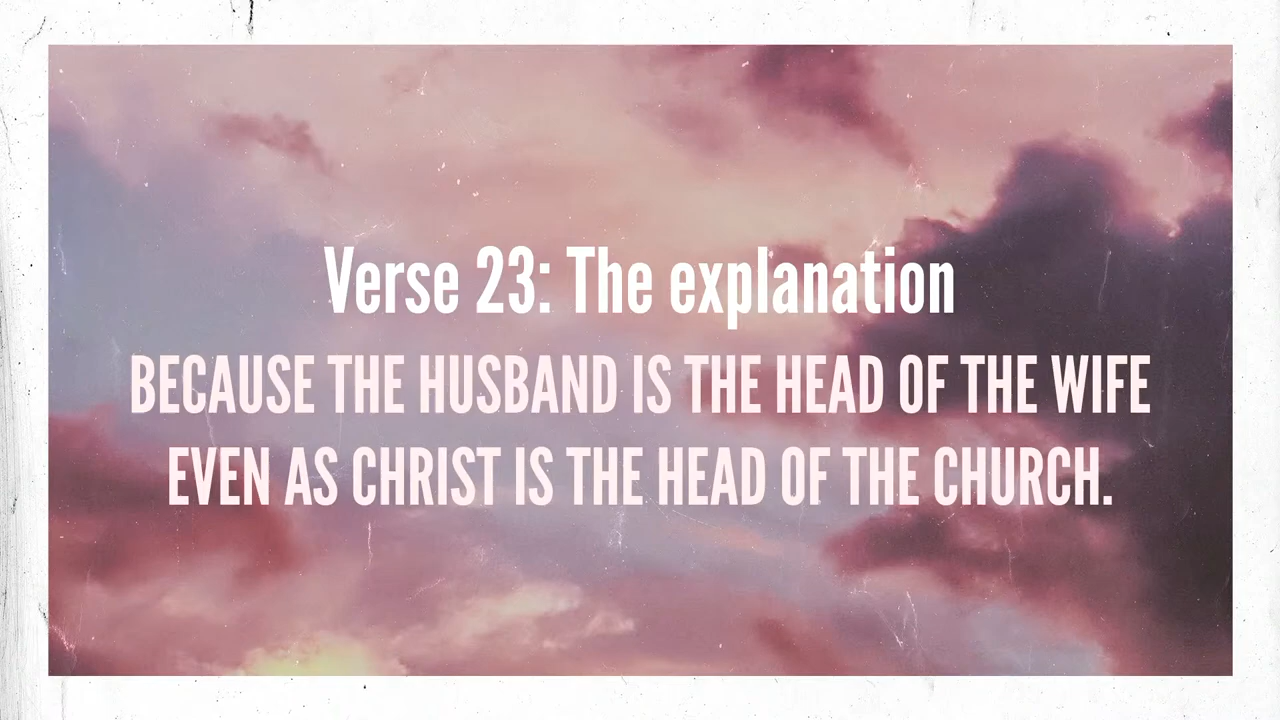 Verse 23: The explanation
BECAUSE THE HUSBAND IS THE HEAD OF THE WIFE
EVEN AS CHRIST IS THE HEAD OF THE CHURCH.